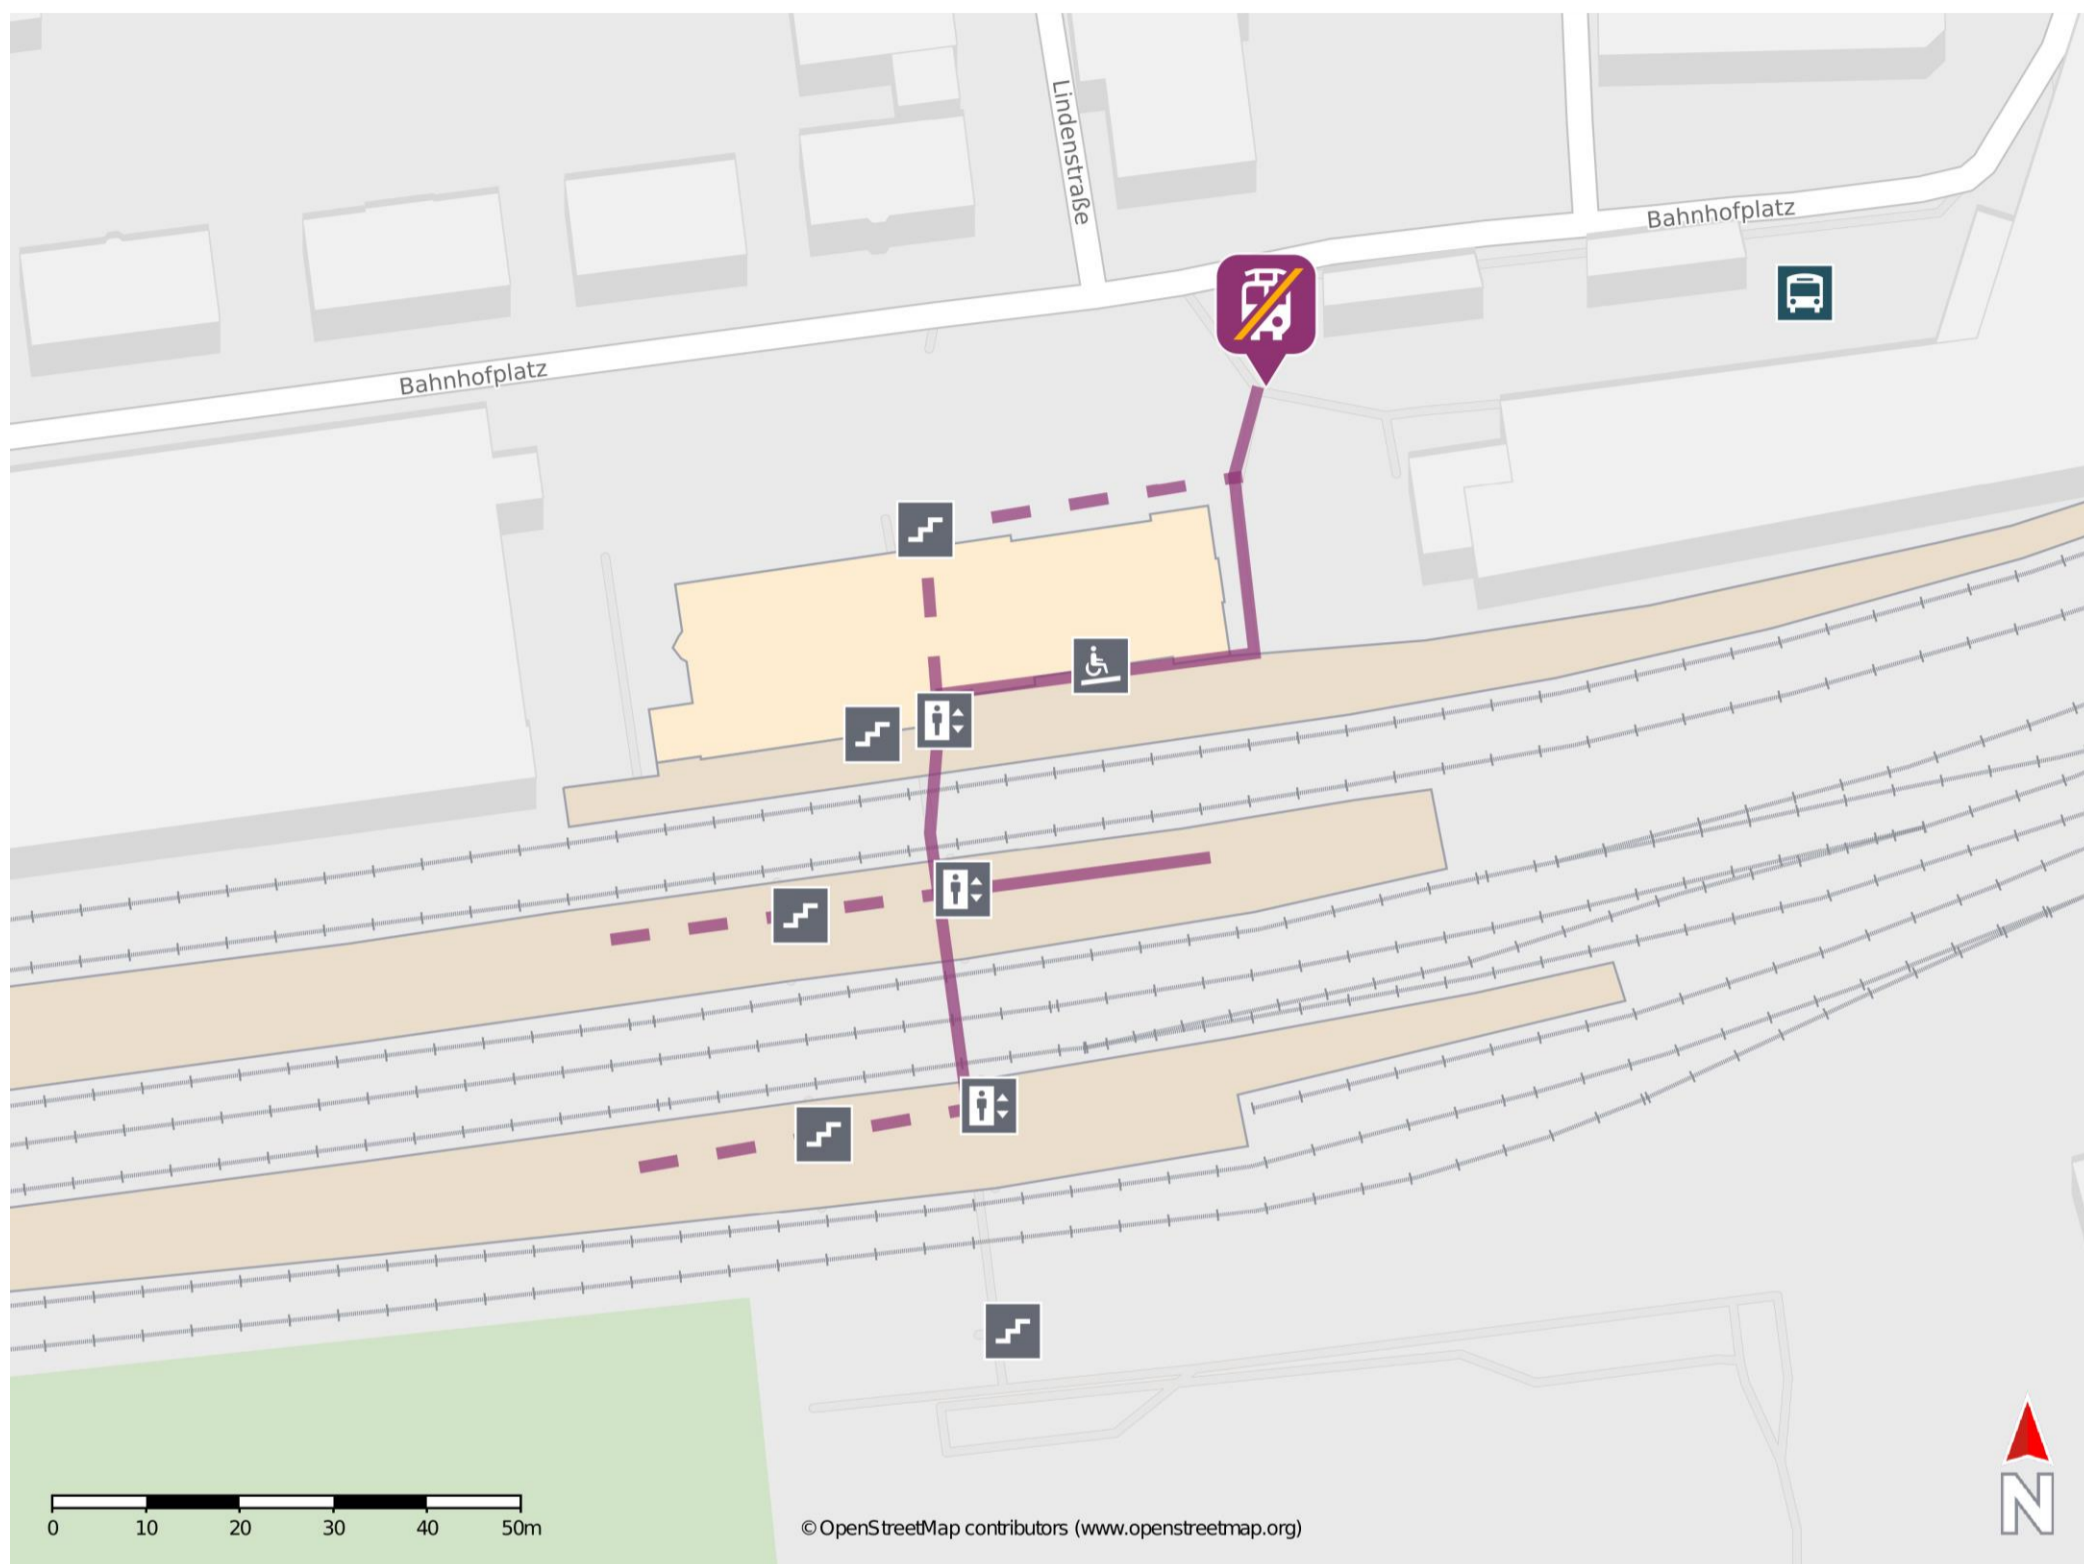 Lindenstraße
Bahnhofplatz
Bahnhofplatz
0 10 20 30 40 50m
© OpenStreetMap contributors (www.openstreetmap.org)
N